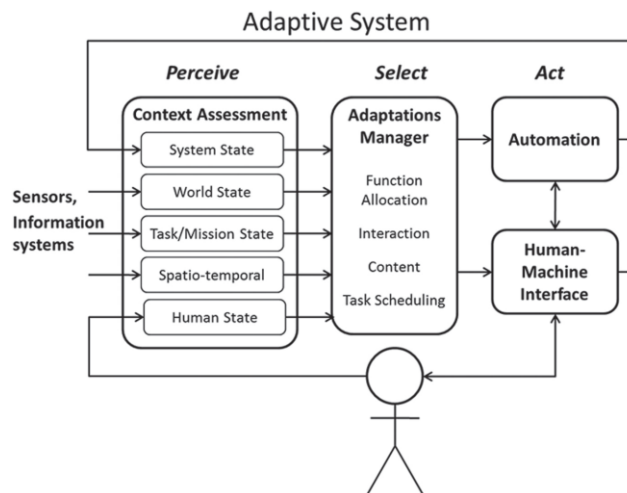 Adaptive System
Perceive
Select
Act
Context Assessment
System State
World State
Task/Mission State
Spatio-temporal
Human State
Sensors,
Information
systems
Adaptations
Manager
Function
Allocation
Interaction
Content
Task Scheduling
Automation
Human-
Machine
Interface